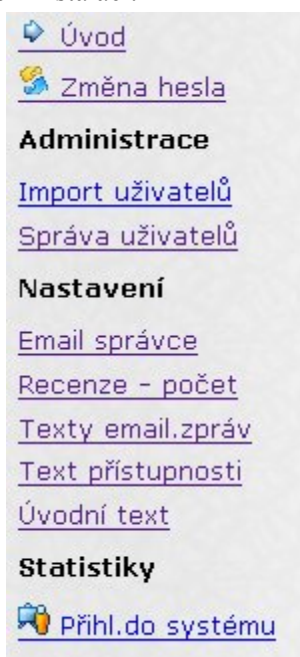 Úvod
Změna hesla
Administrace
Import uživatelů
Správa uživatelů
Nastavení
Email správce
Recenze - počet
Texty email.zpráv
Text přístupnosti
Úvodní text
Statistiky
Přihl.do systému